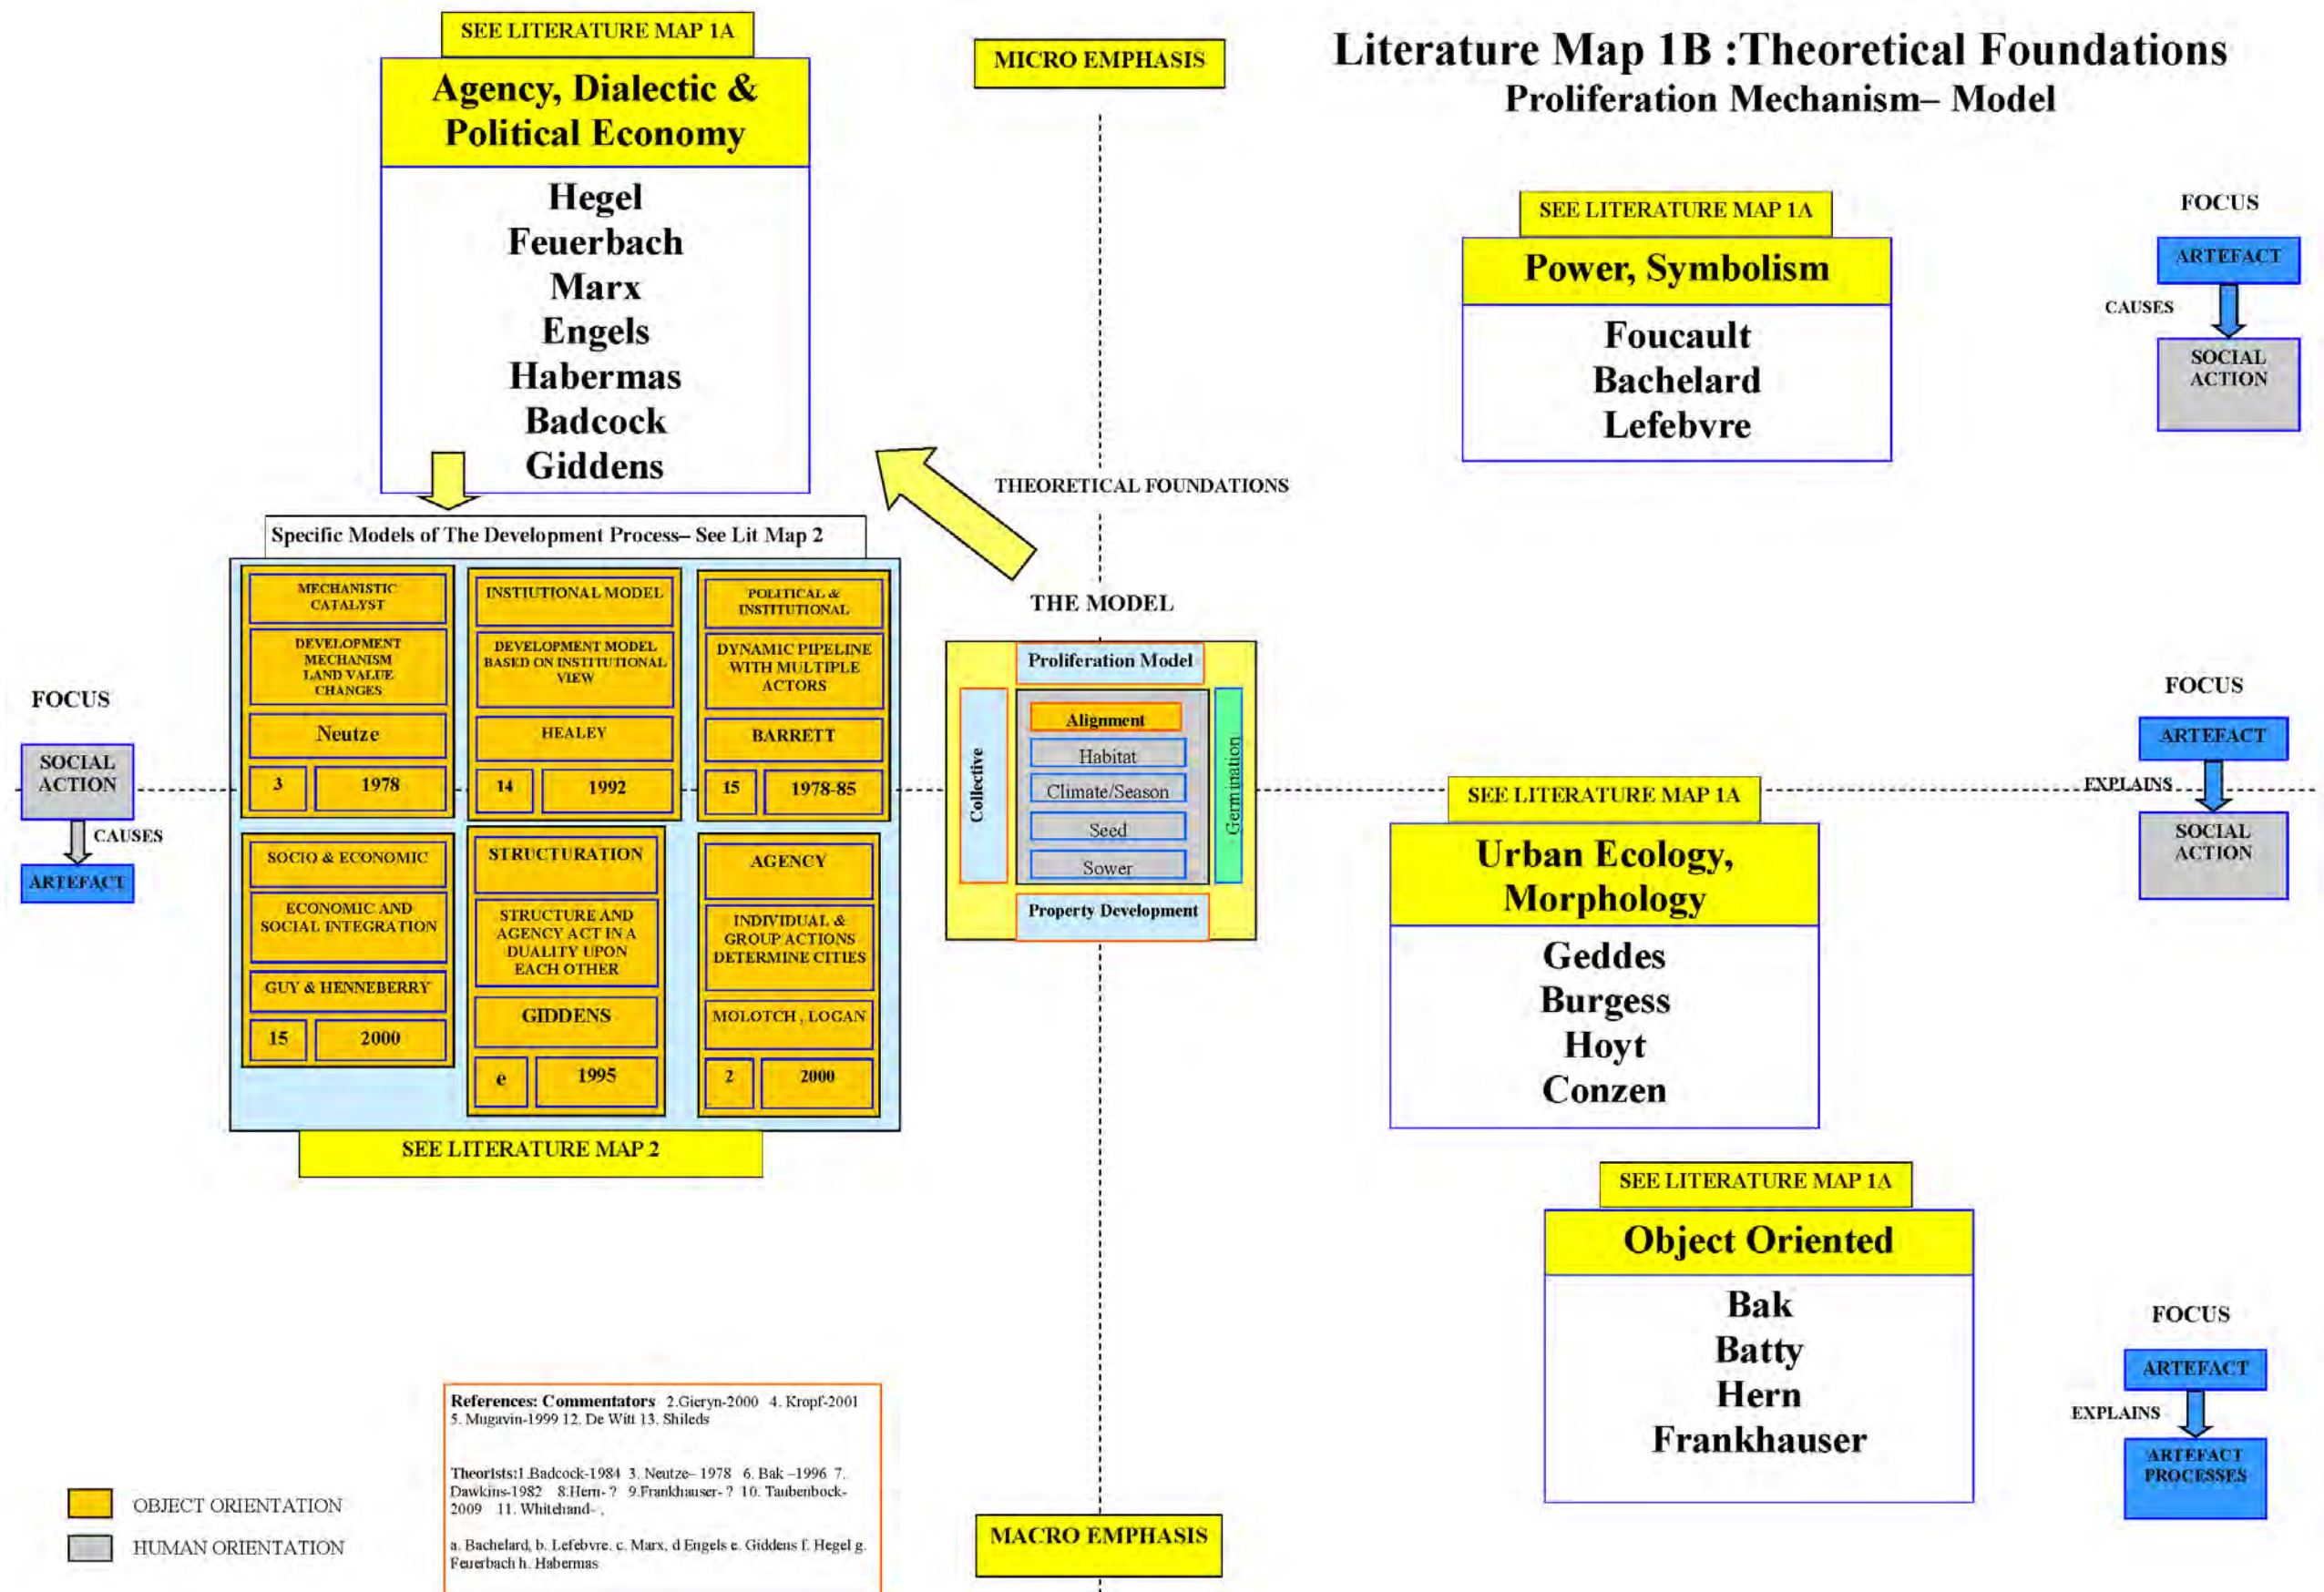 Literature Map 1B :Theoretical Foundations
Proliferation Mechanism– Model
SEE LITERATURE MAP 1A
Agency, Dialectic &
Political Economy
Hegel
Feuerbach
Marx
Engels
Habermas
Badcock
Giddens
MICRO EMPHASIS
SEE LITERATURE MAP 1A
Power, Symbolism
Foucault
Bachelard
Lefebvre
FOCUS
ARTEFACT
CAUSES
SOCIAL
ACTION
THEORETICAL FOUNDATIONS
Specific Models of The Development Process– See Lit Map 2
MECHANISTIC
CATALYST
DEVELOPMENT
MECHANISM
LAND VALUE
CHANGES
Neutze
3
1978
INSTIUTIONAL MODEL
DEVELOPMENT MODEL
BASED ON INSTITUTIONAL
VIEW
HEALEY
14
1992
POLITICAL &
INSTITUTIONAL
DYNAMIC PIPELINE
WITH MULTIPLE
ACTORS
BARRETT
15
1978-85
FOCUS
SOCIAL
ACTION
CAUSES
ARTEFACT
SOCIO & ECONOMIC
ECONOMIC AND
SOCIAL INTEGRATION
GUY & HENNEBERRY
15
2000
STRUCTURATION
STRUCTURE AND
AGENCY ACT IN A
DUALITY UPON
EACH OTHER
GIDDENS
e
1995
AGENCY
INDIVIDUAL &
GROUP ACTIONS
DETERMINE CITIES
MOLOTCH , LOGAN
2
2000
SEE LITERATURE MAP 2
THE MODEL
Proliferation Model
Collective
Alignment
Habitat
Climate/Season
Seed
Sower
Germination
Property Development
SEE LITERATURE MAP 1A
Urban Ecology,
Morphology
Geddes
Burgess
Hoyt
Conzen
FOCUS
ARTEFACT
EXPLAINS
SOCIAL
ACTION
SEE LITERATURE MAP 1A
Object Oriented
Bak
Batty
Hern
Frankhauser
FOCUS
ARTEFACT
EXPLAINS
ARTEFACT
PROCESSES
References: Commentators 2.Gieryn-2000 4. Kropf-2001
5. Mugavin-1999 12. De Witt 13. Shileds
Theorists:1.Badcock-1984 3. Neutze– 1978 6. Bak –1996 7.
Dawkins-1982 8.Hern- ? 9.Frankhauser- ? 10. Taubenbock-
2009 11. Whitehand- ,
a. Bachelard, b. Lefebvre. c. Marx, d Engels e. Giddens f. Hegel g.
Feuerbach h. Habermas
OBJECT ORIENTATION
HUMAN ORIENTATION
MACRO EMPHASIS